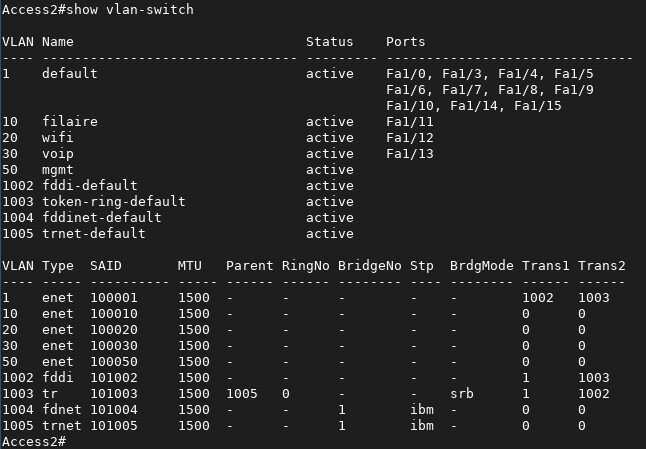 Access2#show vlan-switch

VLAN Name                             Status    Ports
---- -------------------------------- --------- -------------------------------
1    default                          active    Fa1/0, Fa1/3, Fa1/4, Fa1/5
                                                Fa1/6, Fa1/7, Fa1/8, Fa1/9
                                                Fa1/10, Fa1/14, Fa1/15
10   filaire                          active    Fa1/11
20   wifi                             active    Fa1/12
30   voip                             active    Fa1/13
50   mgmt                             active
1002 fddi-default                     active
1003 token-ring-default               active
1004 fddinet-default                  active
1005 trnet-default                    active

VLAN Type  SAID       MTU   Parent RingNo BridgeNo Stp  BrdgMode Trans1 Trans2
---- ----- ---------- ----- ------ ------ -------- ---- -------- ------ ------
1    enet  100001     1500  -      -      -        -    -        1002   1003
10   enet  100010     1500  -      -      -        -    -        0      0
20   enet  100020     1500  -      -      -        -    -        0      0
30   enet  100030     1500  -      -      -        -    -        0      0
50   enet  100050     1500  -      -      -        -    -        0      0
1002 fddi  101002     1500  -      -      -        -    -        1      1003
1003 tr    101003     1500  1005   0      -        -    srb      1      1002
1004 fdnet 101004     1500  -      -      1        ibm  -        0      0
1005 trnet 101005     1500  -      -      1        ibm  -        0      0
Access2#